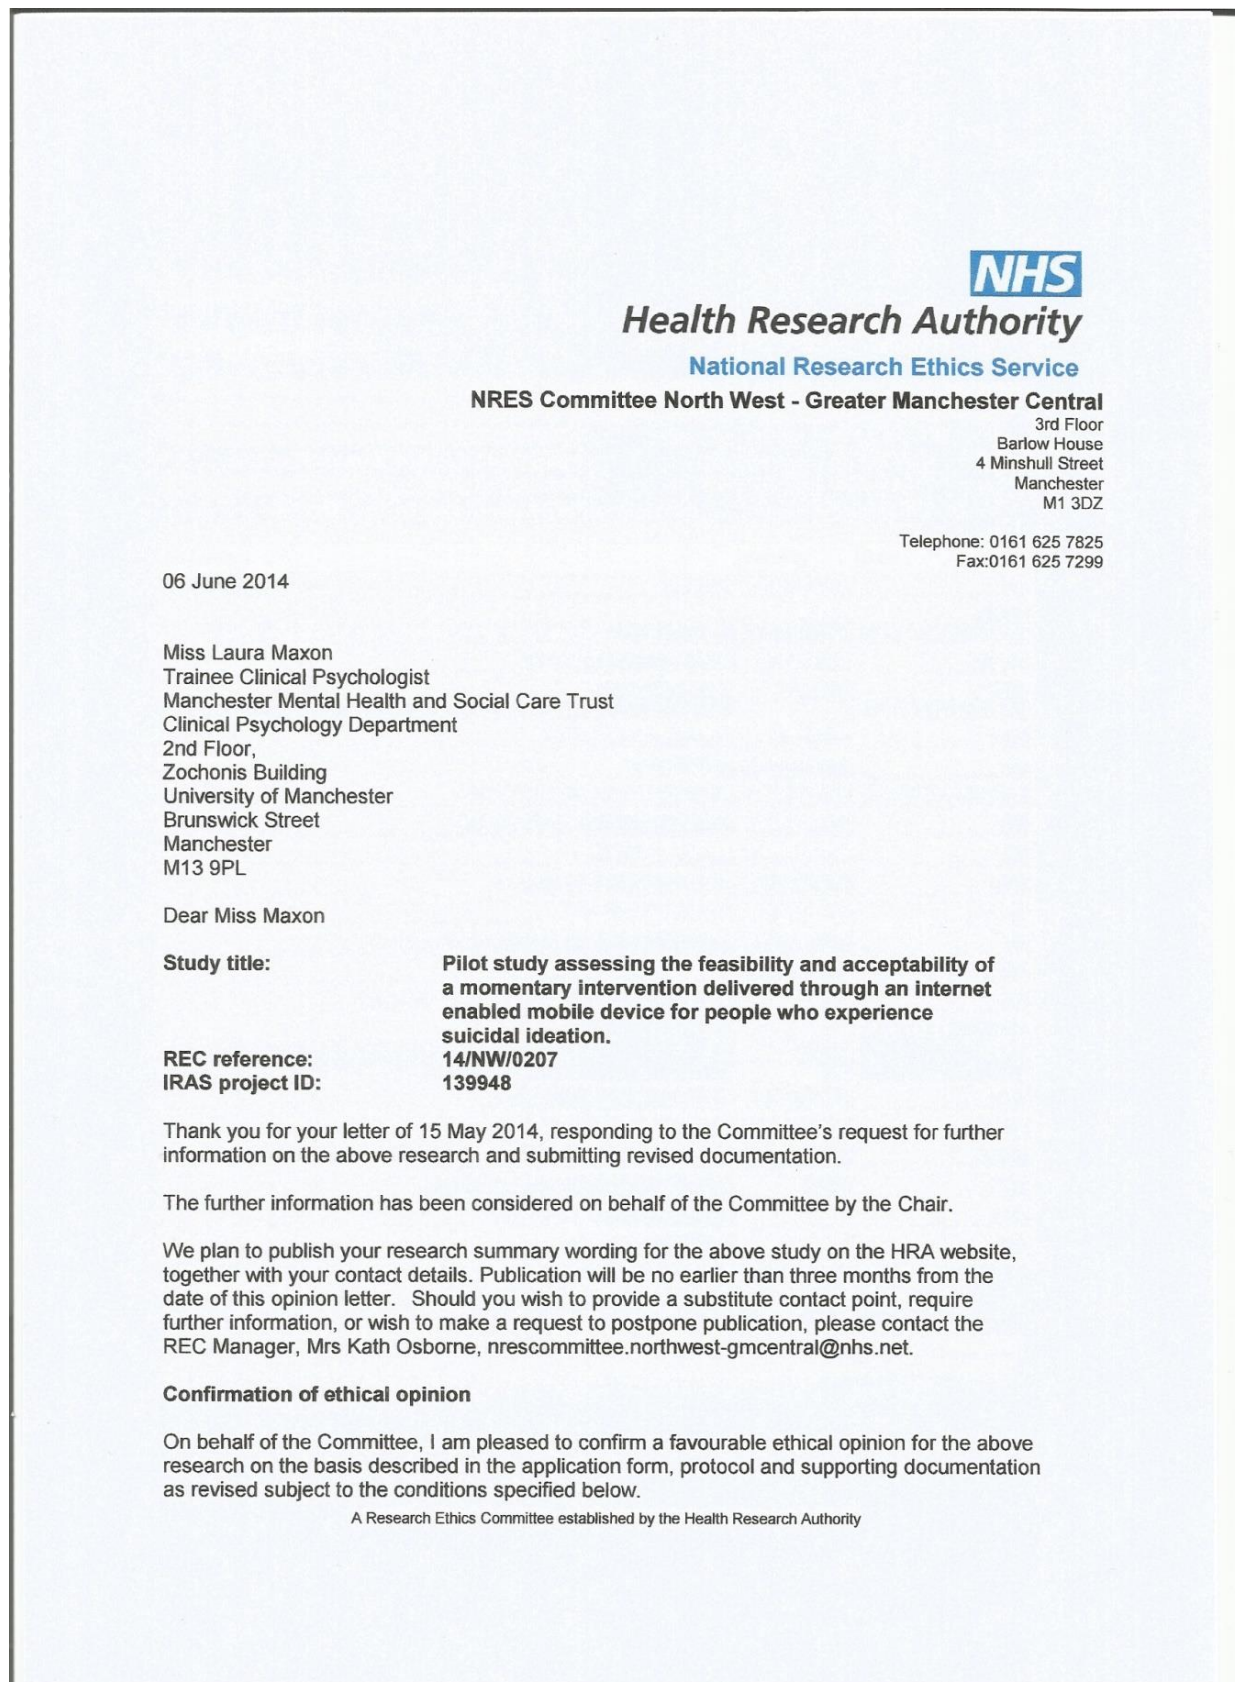 NHS
Health Research Authority
National Research Ethics Service
NRES Committee North West - Greater Manchester Central
3rd Floor
Barlow House
4 Minshull Street
Manchester
M1 3DZ
Telephone: 0161 625 7825
Fax:0161 625 7299
06 June 2014
Miss Laura Maxon
Trainee Clinical Psychologist
Manchester Mental Health and Social Care Trust
Clinical Psychology Department
2nd Floor,
Zochonis Building
University of Manchester
Brunswick Street
Manchester
M13 9PL
Dear Miss Maxon
Study title: Pilot study assessing the feasibility and acceptability of
a momentary intervention delivered through an internet
enabled mobile device for people who experience
suicidal ideation.
REC reference: 14/NW/0207
IRAS project ID: 139948
Thank you for your letter of 15 May 2014, responding to the Committee's request for further
information on the above research and submitting revised documentation.
The further information has been considered on behalf of the Committee by the Chair.
We plan to publish your research summary wording for the above study on the HRA website,
together with your contact details. Publication will be no earlier than three months from the
date of this opinion letter. Should you wish to provide a substitute contact point, require
further information, or wish to make a request to postpone publication, please contact the
REC Manager, Mrs Kath Osborne, nrescommittee.northwest-gmcentral@nhs.net.
Confirmation of ethical opinion
On behalf of the Committee, I am pleased to confirm a favourable ethical opinion for the above
research on the basis described in the application form, protocol and supporting documentation
as revised subject to the conditions specified below.
A Research Ethics Committee established by the Health Research Authority